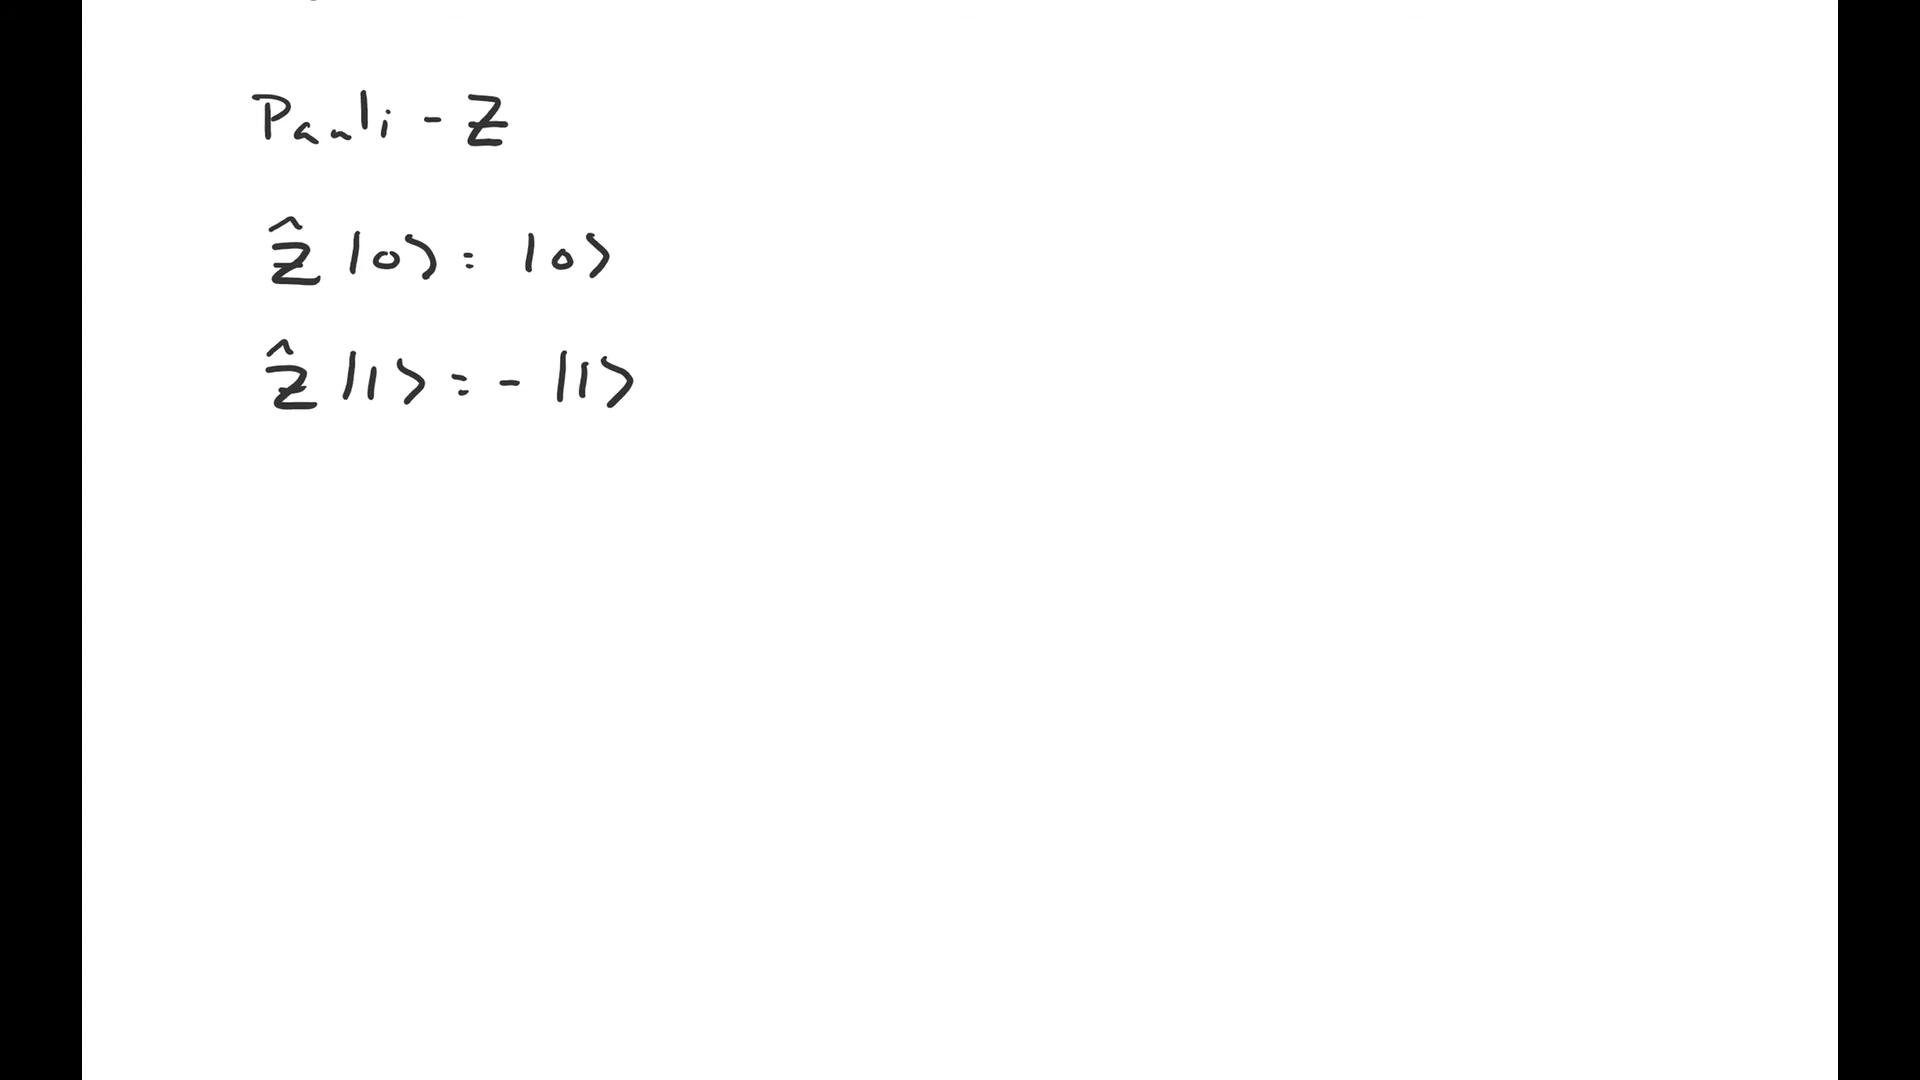 Pauli - Z
Ẑ |0⟩ = |0⟩
Ẑ |1⟩ = - |1⟩